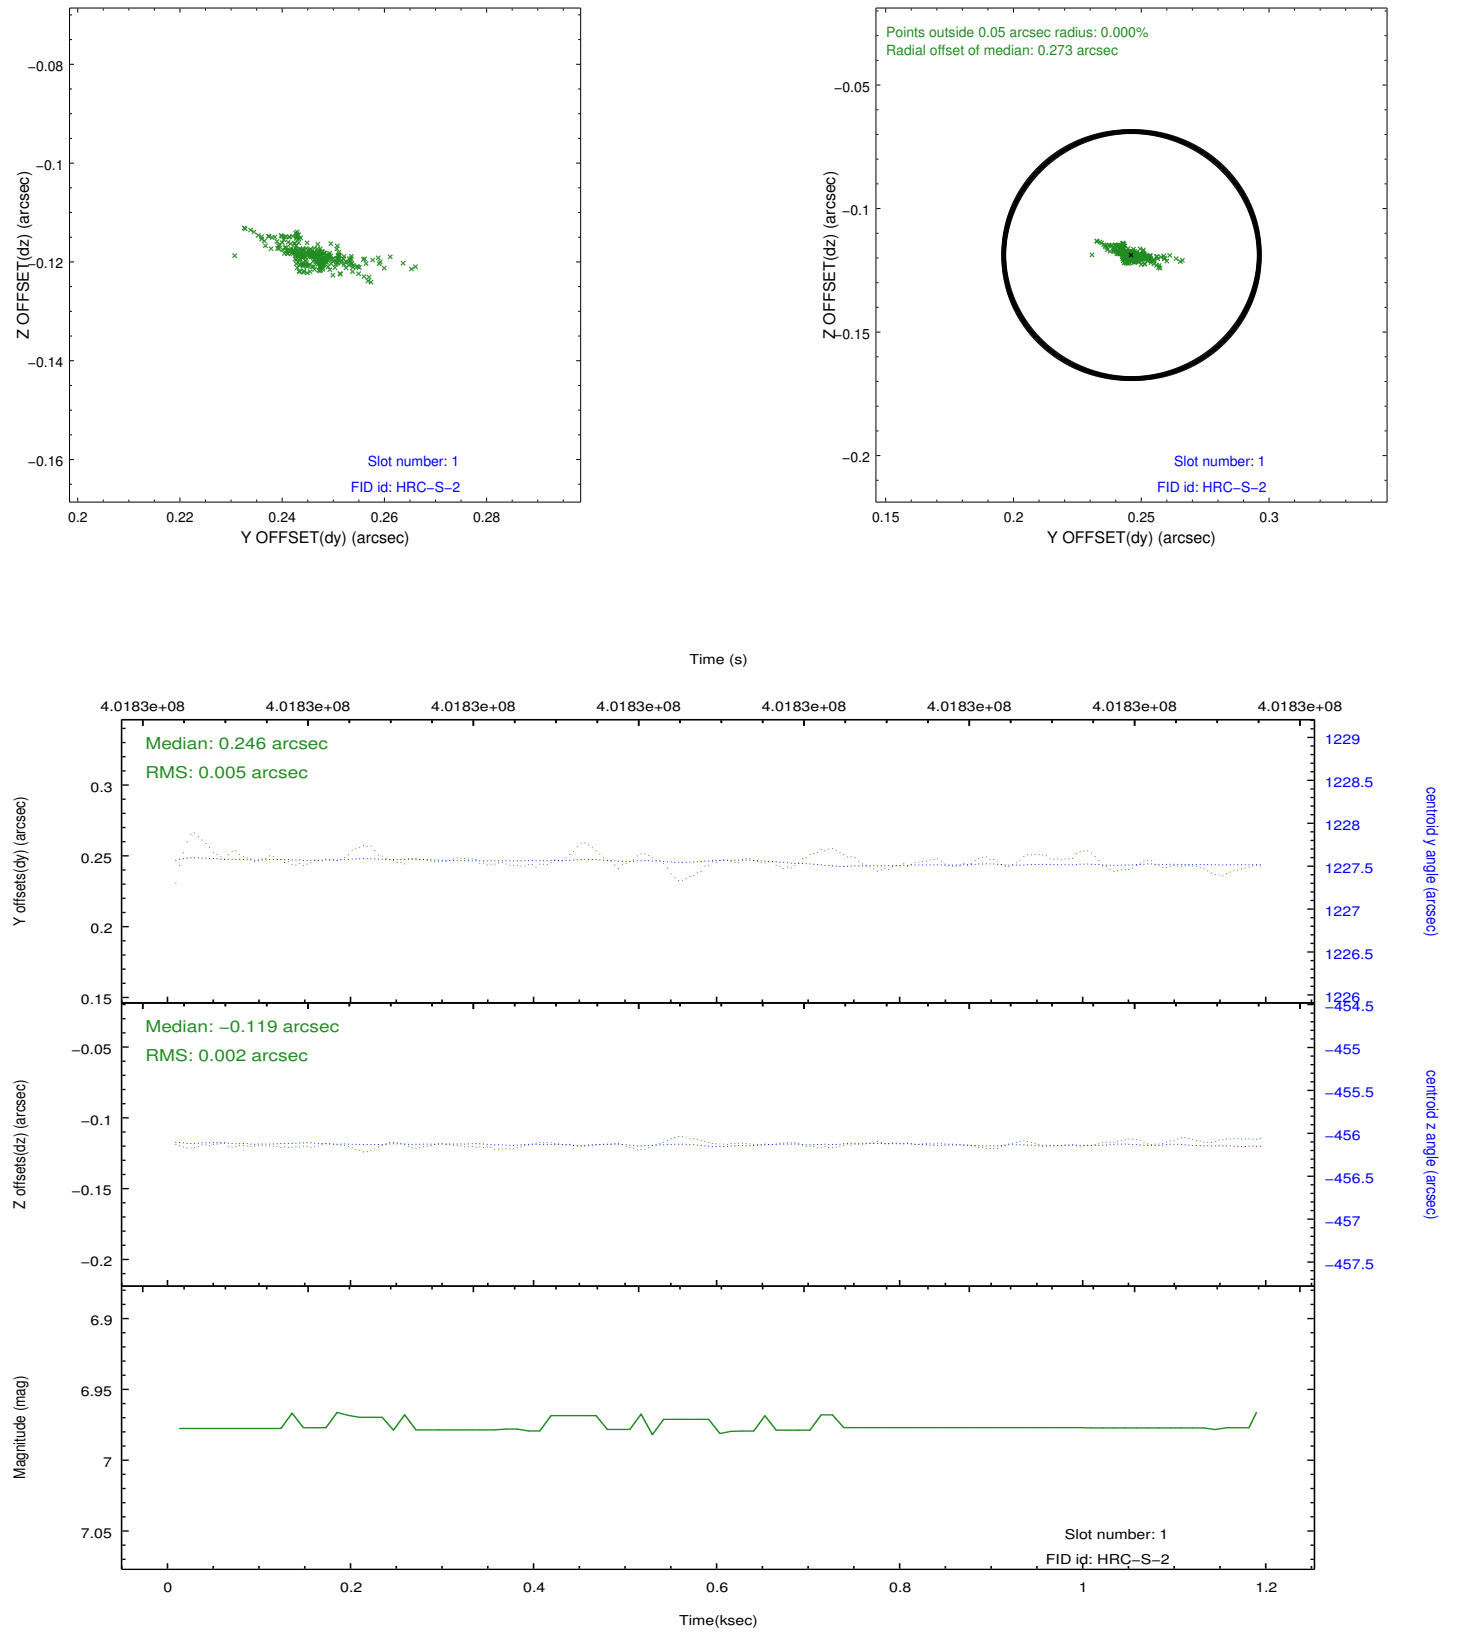 −0.08
−0.1
−0.12
−0.14
−0.16
Z OFFSET(dz) (arcsec)
Slot number: 1
FID id: HRC−S−2
0.2
0.22
0.24
0.26
0.28
Y OFFSET(dy) (arcsec)
Points outside 0.05 arcsec radius: 0.000%
Radial offset of median: 0.273 arcsec
−0.05
−0.1
−0.15
−0.2
Z OFFSET(dz) (arcsec)
Slot number: 1
FID id: HRC−S−2
0.15
0.2
0.25
0.3
Y OFFSET(dy) (arcsec)
Time (s)
4.0183e+08
4.0183e+08
4.0183e+08
4.0183e+08
4.0183e+08
4.0183e+08
4.0183e+08
4.0183e+08
Median: 0.246 arcsec
RMS: 0.005 arcsec
0.3
0.25
0.2
0.15
Y offsets(dy) (arcsec)
1229
1228.5
1228
1227.5
1227
1226.5
1226
centroid y angle (arcsec)
Median: −0.119 arcsec
RMS: 0.002 arcsec
−0.05
−0.1
−0.15
−0.2
Z offsets(dz) (arcsec)
−454.5
−455
−455.5
−456
−456.5
−457
−457.5
centroid z angle (arcsec)
6.9
6.95
7
7.05
Magnitude (mag)
Slot number: 1
FID id: HRC−S−2
0
0.2
0.4
0.6
0.8
1
1.2
Time(ksec)